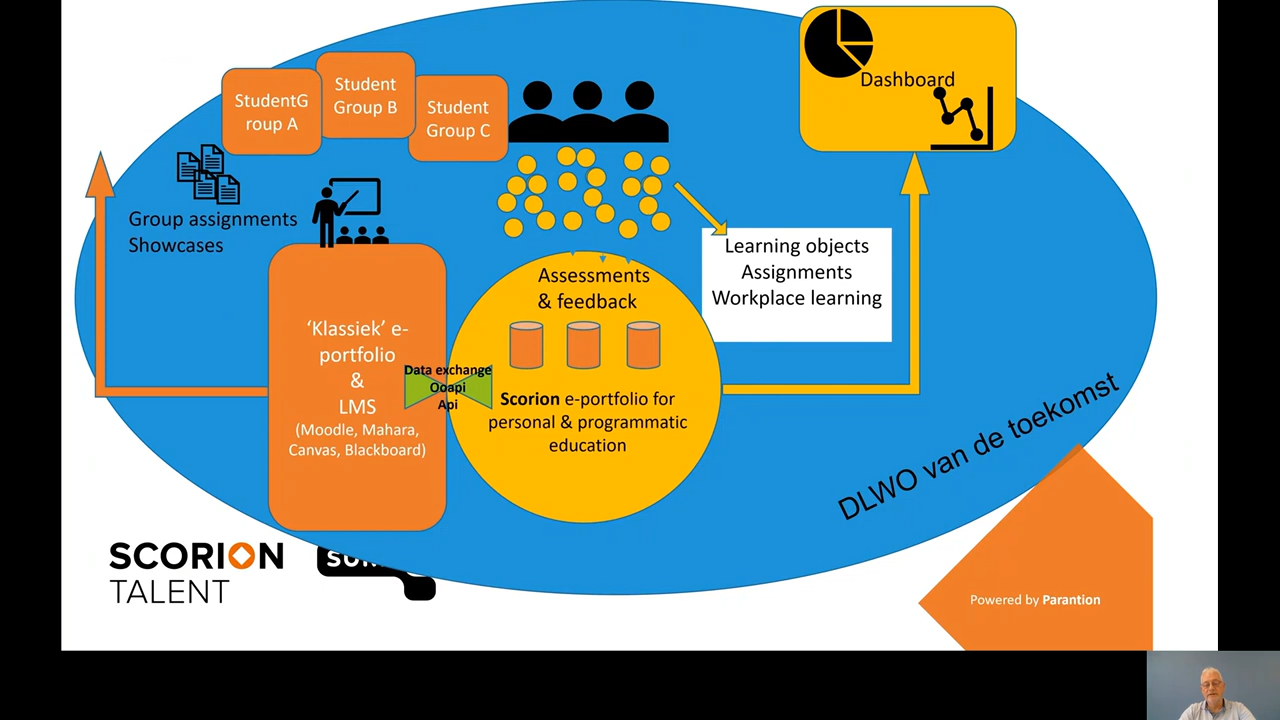 StudentG
roup A
Student
Group B
Student
Group C
Dashboard
Group assignments
Showcases
Learning objects
Assignments
Workplace learning
Assessments
& feedback
‘Klassiek’ e-
portfolio
&
LMS
(Moodle, Mahara,
Canvas, Blackboard)
Data exchange
Ooapi
Api
Scorion e-portfolio for
personal & programmatic
education
DLWO van de toekomst
SCORION
TALENT
Powered by Parantion